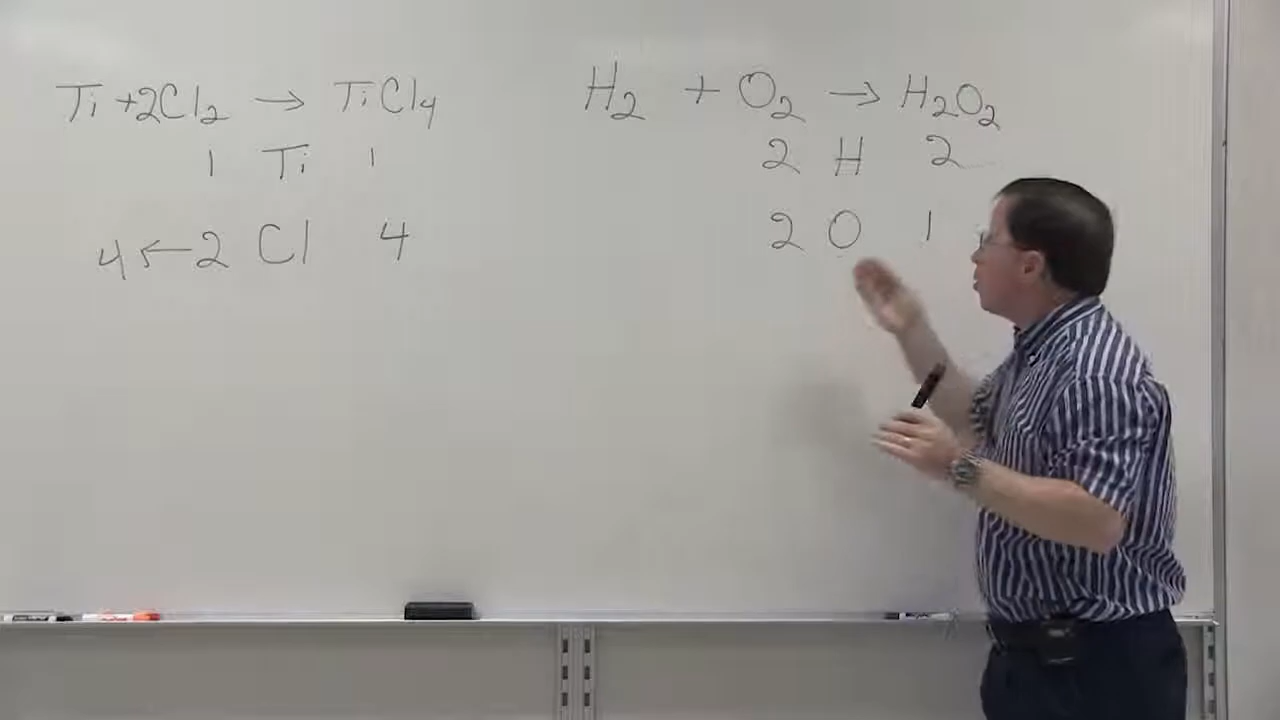 Ti + 2Cl₂ → TiCl₄
1 Ti 1
4 ← 2 Cl 4
H₂ + O₂ → H₂O₂
2 H 2
2 O 1